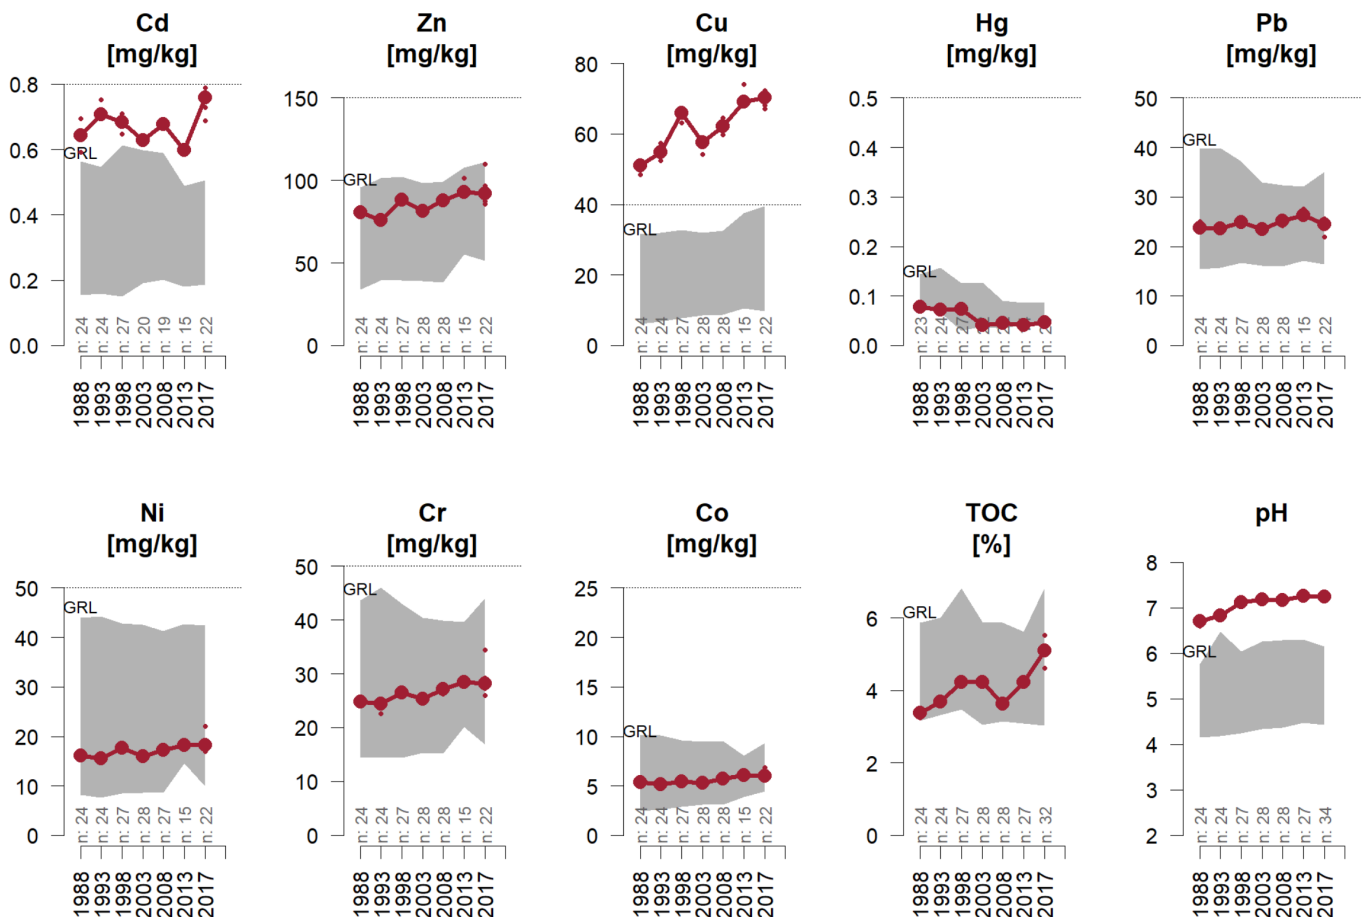 Cd
[mg/kg]
Zn
[mg/kg]
Cu
[mg/kg]
Hg
[mg/kg]
Pb
[mg/kg]
0.8
0.6
0.4
0.2
0.0
GRL
n: 24
n: 24
n: 27
n: 20
n: 19
n: 15
n: 22
1988
1993
1998
2003
2008
2013
2017
150
100
50
0
GRL
n: 24
n: 24
n: 27
n: 28
n: 28
n: 15
n: 22
1988
1993
1998
2003
2008
2013
2017
80
60
40
20
0
GRL
n: 24
n: 24
n: 27
n: 28
n: 28
n: 15
n: 22
1988
1993
1998
2003
2008
2013
2017
0.5
0.4
0.3
0.2
0.1
0.0
GRL
n: 23
n: 24
n: 27
1988
1993
1998
2003
2008
2013
2017
50
40
30
20
10
0
GRL
n: 24
n: 24
n: 27
n: 28
n: 28
n: 15
n: 22
1988
1993
1998
2003
2008
2013
2017
Ni
[mg/kg]
Cr
[mg/kg]
Co
[mg/kg]
TOC
[%]
pH
50
40
30
20
10
0
GRL
n: 24
n: 24
n: 27
n: 28
n: 27
n: 15
n: 22
1988
1993
1998
2003
2008
2013
2017
50
40
30
20
10
0
GRL
n: 24
n: 24
n: 27
n: 28
n: 28
n: 15
n: 22
1988
1993
1998
2003
2008
2013
2017
25
20
15
10
5
0
GRL
n: 24
n: 24
n: 27
n: 28
n: 28
n: 15
n: 22
1988
1993
1998
2003
2008
2013
2017
6
4
2
0
GRL
n: 24
n: 24
n: 27
n: 28
n: 28
n: 27
n: 32
1988
1993
1998
2003
2008
2013
2017
8
7
6
5
4
3
2
GRL
n: 24
n: 24
n: 27
n: 28
n: 28
n: 27
n: 34
1988
1993
1998
2003
2008
2013
2017